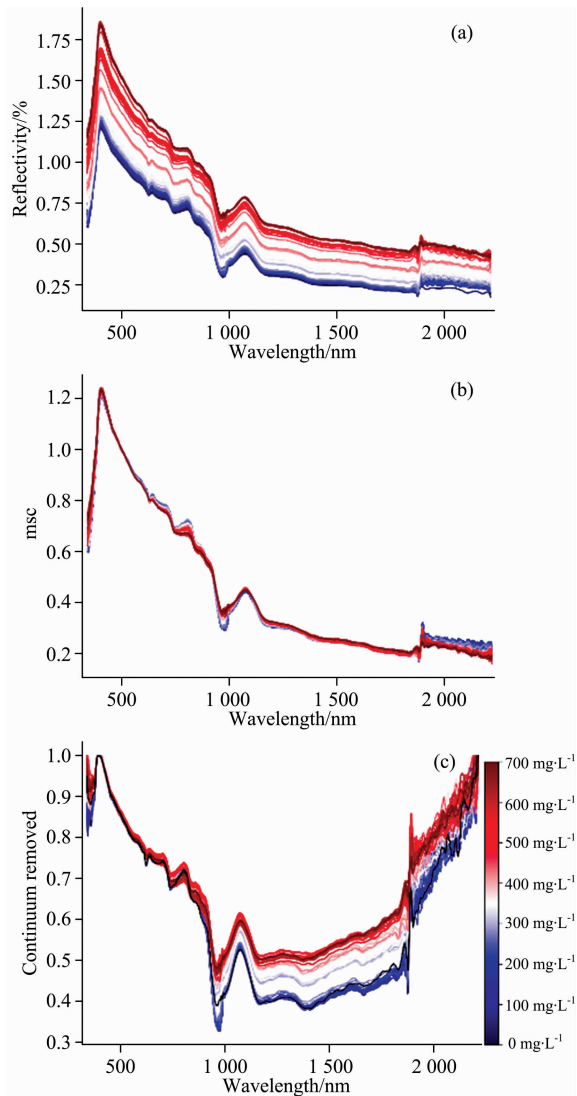 (a)
Reflectivity/%
1.75
1.50
1.25
1.00
0.75
0.50
0.25
500
1 000
1 500
2 000
Wavelength/nm
(b)
msc
1.2
1.0
0.8
0.6
0.4
0.2
500
1 000
1 500
2 000
Wavelength/nm
(c)
Continuum removed
1.0
0.9
0.8
0.7
0.6
0.5
0.4
0.3
500
1 000
1 500
2 000
Wavelength/nm
700 mg·L⁻¹
600 mg·L⁻¹
500 mg·L⁻¹
400 mg·L⁻¹
300 mg·L⁻¹
200 mg·L⁻¹
100 mg·L⁻¹
0 mg·L⁻¹